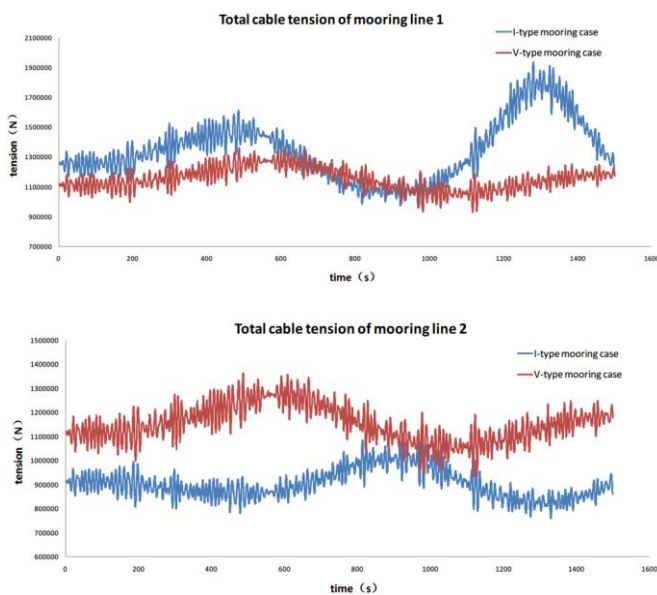 Total cable tension of mooring line 1
2100000
1900000
1700000
1500000
1300000
1100000
900000
700000
tension（N）
I-type mooring case
V-type mooring case
0 200 400 600 800 1000 1200 1400 1600
time（s）
Total cable tension of mooring line 2
1500000
1400000
1300000
1200000
1100000
1000000
900000
800000
700000
600000
tension（N）
I-type mooring case
V-type mooring case
0 200 400 600 800 1000 1200 1400 1600
time（s）